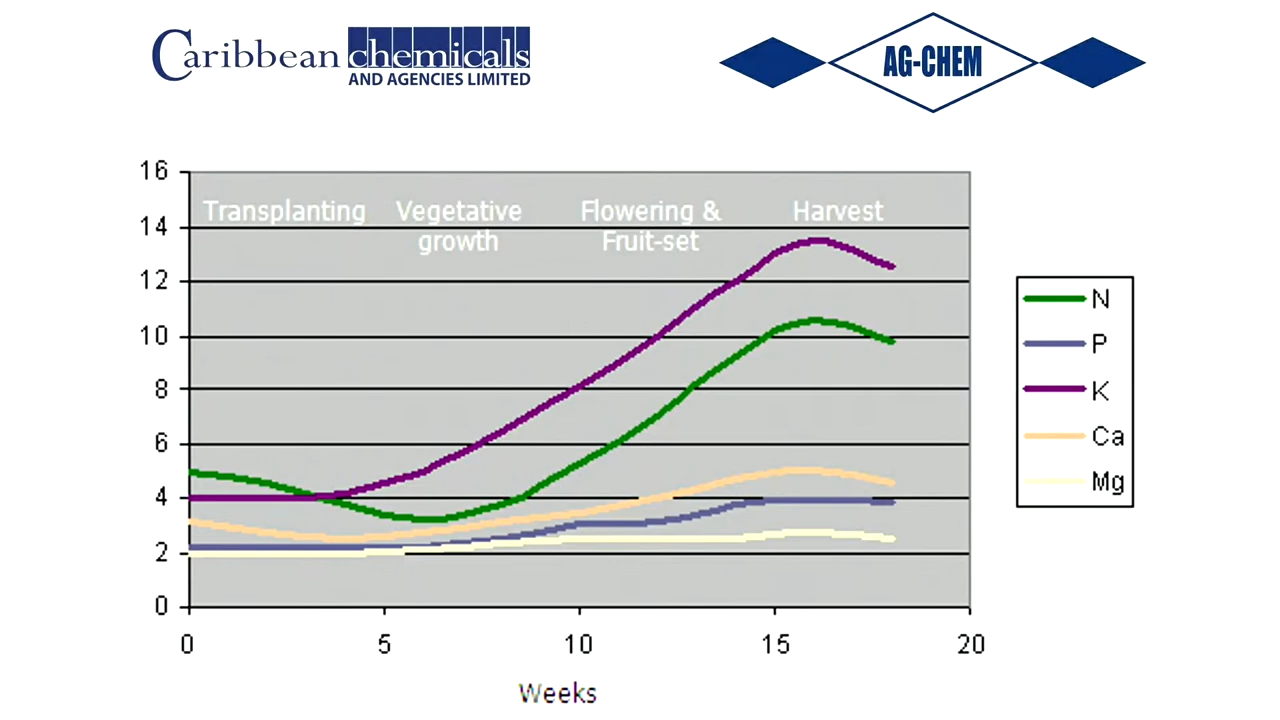 Caribbean chemicals
AND AGENCIES LIMITED
AG-CHEM
16
14
12
10
8
6
4
2
0
Transplanting
Vegetative
growth
Flowering &
Fruit-set
Harvest
0 5 10 15 20
Weeks
N
P
K
Ca
Mg